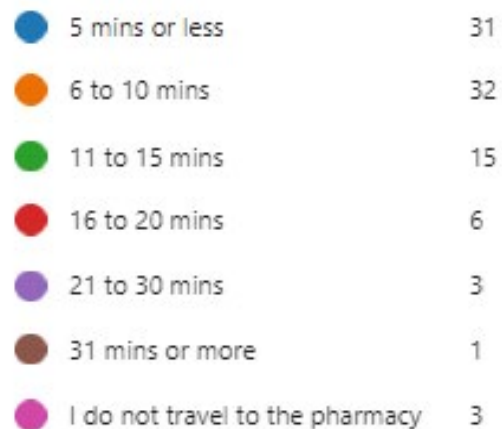 5 mins or less 31
6 to 10 mins 32
11 to 15 mins 15
16 to 20 mins 6
21 to 30 mins 3
31 mins or more 1
I do not travel to the pharmacy 3